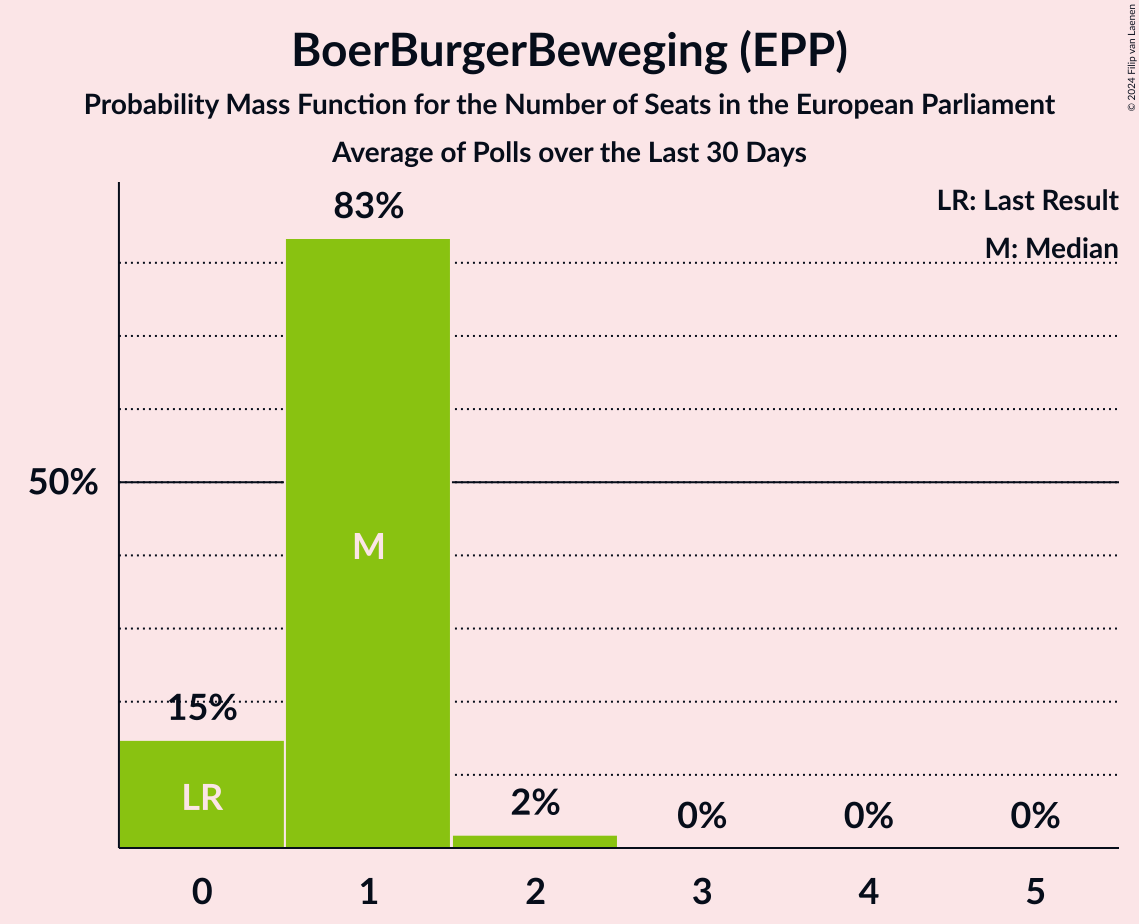 BoerBurgerBeweging (EPP)
Probability Mass Function for the Number of Seats in the European Parliament
Average of Polls over the Last 30 Days
© 2024 Filip van Laenen
LR: Last Result
M: Median
83%
50%
M
15%
LR
2%
0%
0%
0%
0
1
2
3
4
5